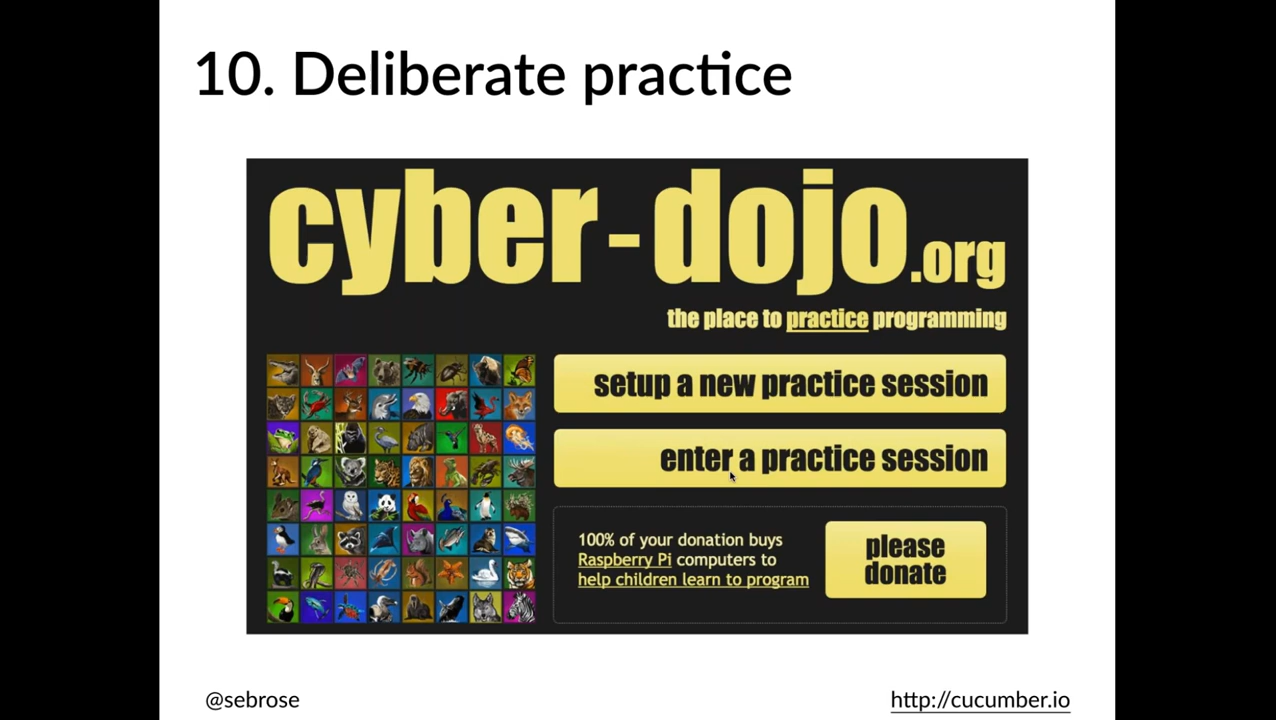 10. Deliberate practice
cyber-dojo.org
the place to practice programming
setup a new practice session
enter a practice session
100% of your donation buys
Raspberry Pi computers to
help children learn to program
please
donate
@sebrose
http://cucumber.io